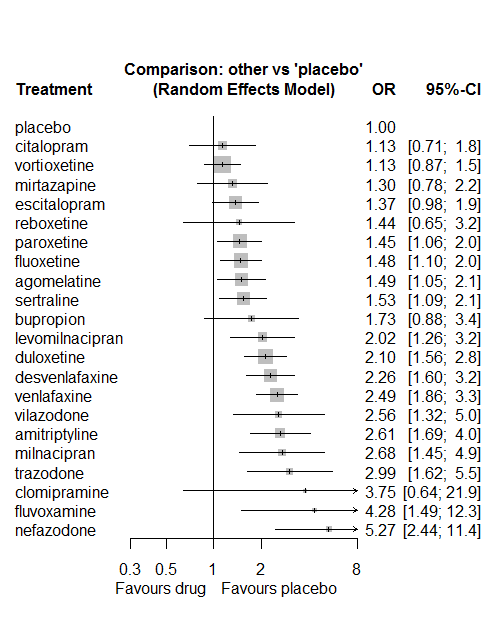 Comparison: other vs 'placebo'
Treatment (Random Effects Model) OR 95%-CI
placebo 1.00
citalopram 1.13 [0.71; 1.8]
vortioxetine 1.13 [0.87; 1.5]
mirtazapine 1.30 [0.78; 2.2]
escitalopram 1.37 [0.98; 1.9]
reboxetine 1.44 [0.65; 3.2]
paroxetine 1.45 [1.06; 2.0]
fluoxetine 1.48 [1.10; 2.0]
agomelatine 1.49 [1.05; 2.1]
sertraline 1.53 [1.09; 2.1]
bupropion 1.73 [0.88; 3.4]
levomilnacipran 2.02 [1.26; 3.2]
duloxetine 2.10 [1.56; 2.8]
desvenlafaxine 2.26 [1.60; 3.2]
venlafaxine 2.49 [1.86; 3.3]
vilazodone 2.56 [1.32; 5.0]
amitriptyline 2.61 [1.69; 4.0]
milnacipran 2.68 [1.45; 4.9]
trazodone 2.99 [1.62; 5.5]
clomipramine 3.75 [0.64; 21.9]
fluvoxamine 4.28 [1.49; 12.3]
nefazodone 5.27 [2.44; 11.4]
0.3 0.5 1 2 8
Favours drug Favours placebo